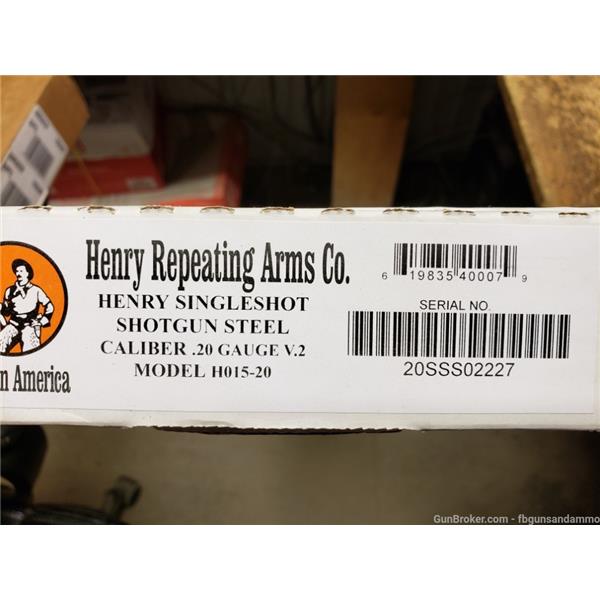 Henry Repeating Arms Co.
HENRY SINGLESHOT
SHOTGUN STEEL
CALIBER .20 GAUGE V.2
MODEL H015-20
in America
6 19835 40007 9
SERIAL NO.
20SSS02227
GunBroker.com - fbgunsandammo